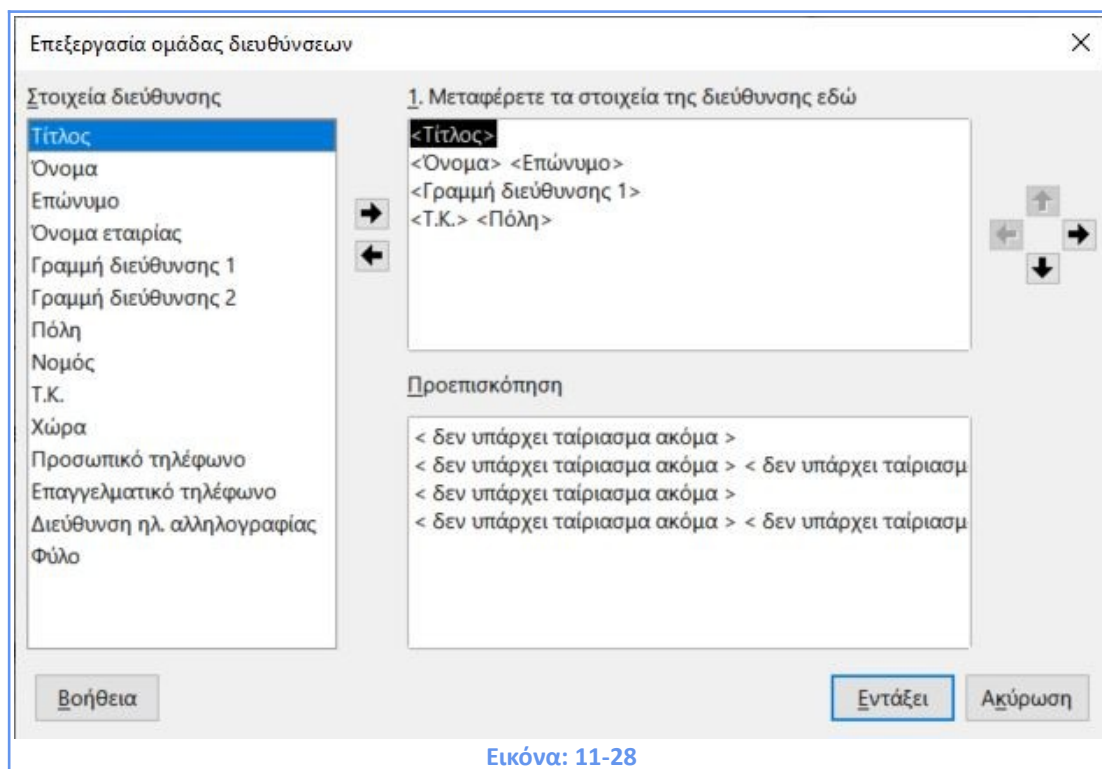 Επεξεργασία ομάδας διευθύνσεων
Στοιχεία διεύθυνσης
Τίτλος
Όνομα
Επώνυμο
Όνομα εταιρίας
Γραμμή διεύθυνσης 1
Γραμμή διεύθυνσης 2
Πόλη
Νομός
Τ.Κ.
Χώρα
Προσωπικό τηλέφωνο
Επαγγελματικό τηλέφωνο
Διεύθυνση ηλ. αλληλογραφίας
Φύλο
1. Μεταφέρετε τα στοιχεία της διεύθυνσης εδώ
<Τίτλος>
<Όνομα> <Επώνυμο>
<Γραμμή διεύθυνσης 1>
<Τ.Κ.> <Πόλη>
Προεπισκόπηση
< δεν υπάρχει ταίριασμα ακόμα >
< δεν υπάρχει ταίριασμα ακόμα > < δεν υπάρχει ταίριασμ
< δεν υπάρχει ταίριασμα ακόμα >
< δεν υπάρχει ταίριασμα ακόμα > < δεν υπάρχει ταίριασμ
Βοήθεια
Εντάξει
Ακύρωση
Εικόνα: 11-28